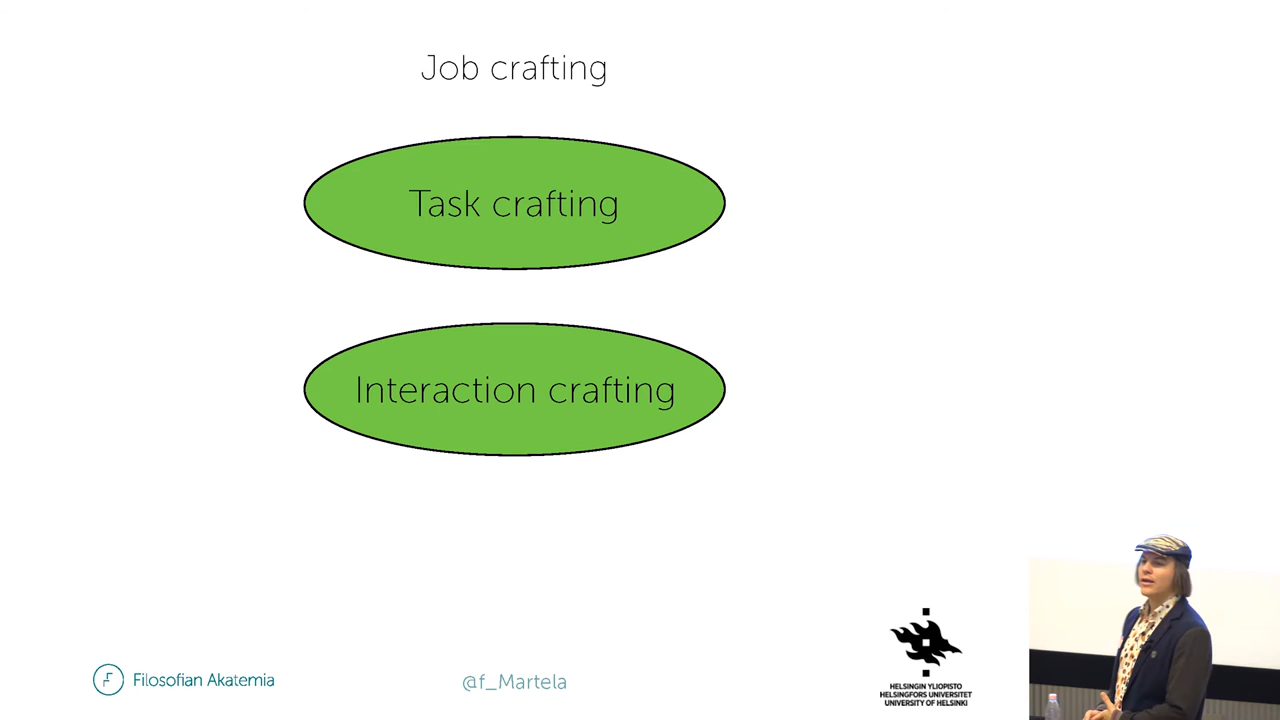 Job crafting
Task crafting
Interaction crafting
Filosofian Akatemia
@f_Martela
HELSINGIN YLIOPISTO
HELSINGFORS UNIVERSITET
UNIVERSITY OF HELSINKI